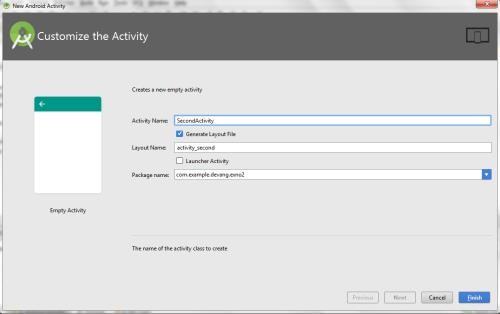 New Android Activity
Customize the Activity
Creates a new empty activity
Activity Name: SecondActivity
Generate Layout File
Layout Name: activity_second
Launcher Activity
Package name: com.example.devang.exno2
Empty Activity
The name of the activity class to create
Previous Next Cancel Finish